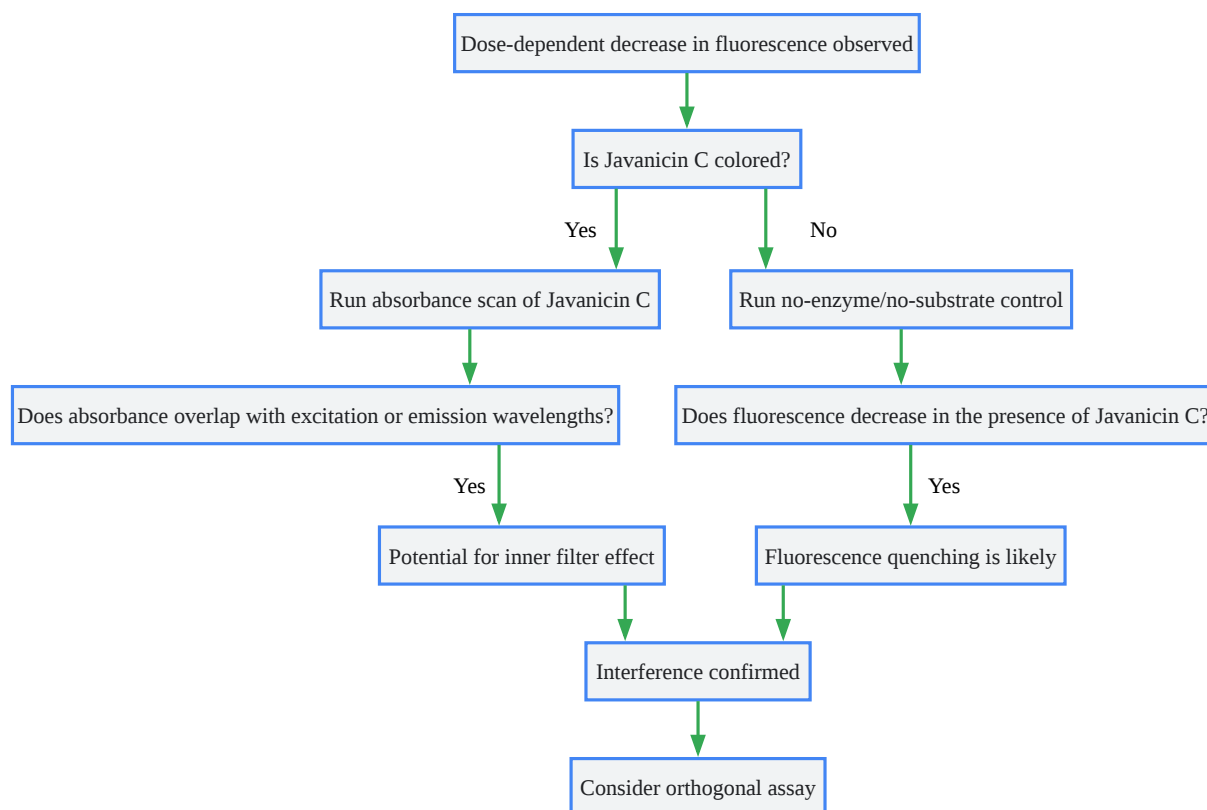 Dose-dependent decrease in fluorescence observed
Is Javanicin C colored?
Yes
No
Run absorbance scan of Javanicin C
Run no-enzyme/no-substrate control
Does absorbance overlap with excitation or emission wavelengths?
Does fluorescence decrease in the presence of Javanicin C?
Yes
Yes
Potential for inner filter effect
Fluorescence quenching is likely
Interference confirmed
Consider orthogonal assay